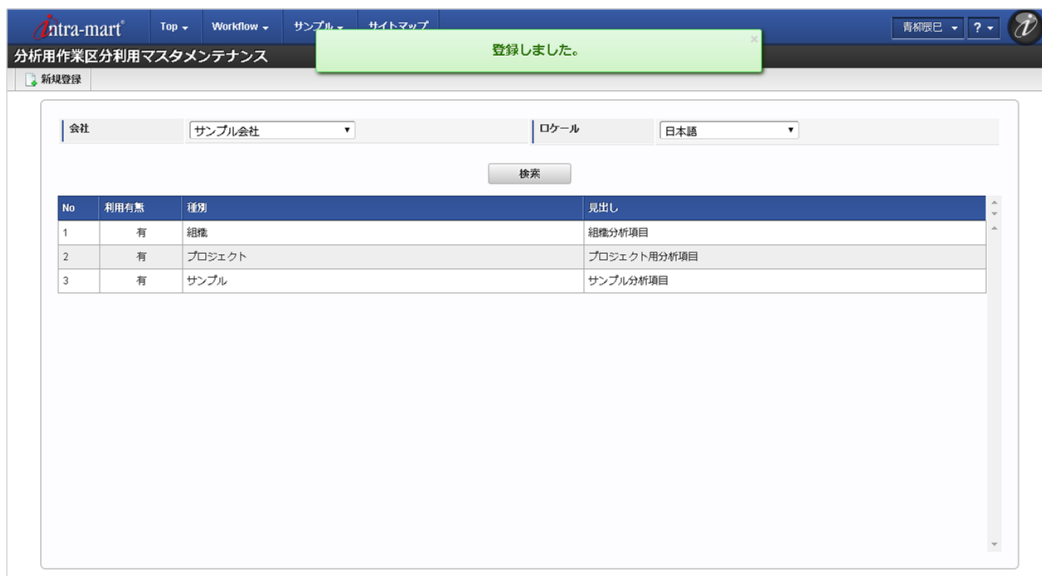 intra-mart Top Workflow サンプル サイトマップ 青柳辰巳 ?
登録しました。 ×
分析用作業区分利用マスタメンテナンス
新規登録
会社 サンプル会社 ロケール 日本語
検索
No 利用有無 種別 見出し
1 有 組織 組織分析項目
2 有 プロジェクト プロジェクト用分析項目
3 有 サンプル サンプル分析項目